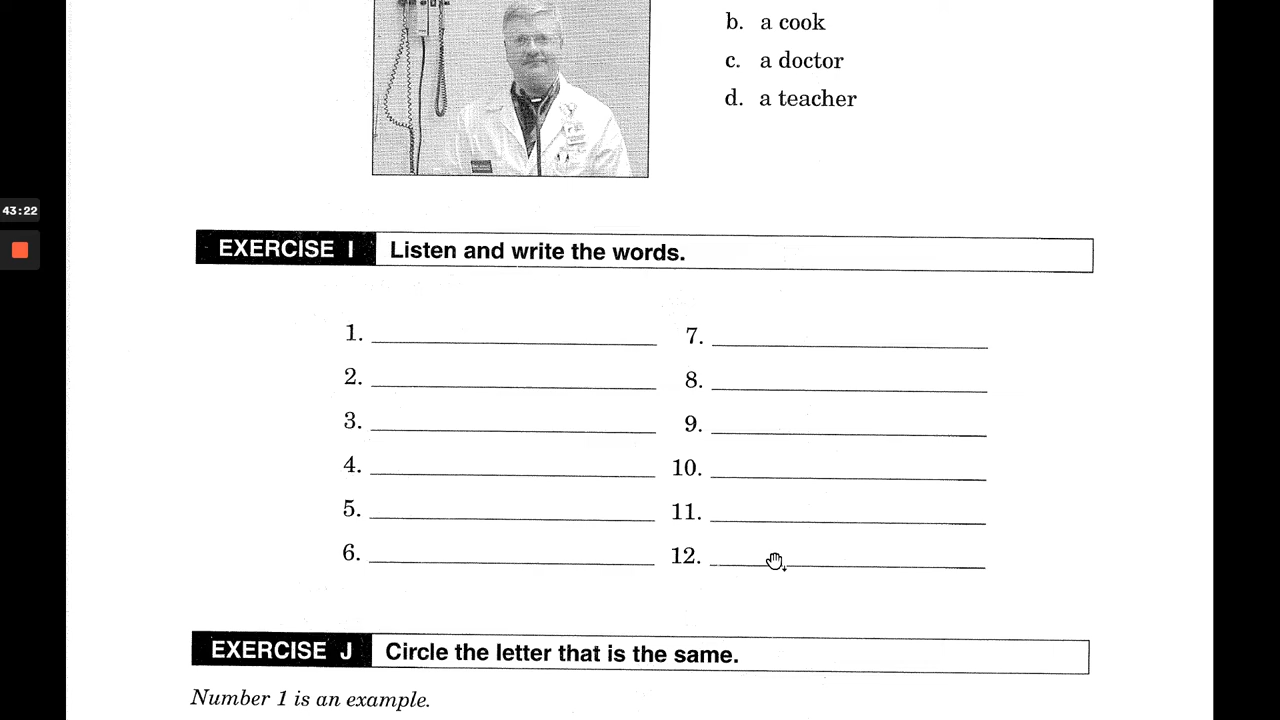 b. a cook
c. a doctor
d. a teacher
43:22
EXERCISE I Listen and write the words.
1.
2.
3.
4.
5.
6.
7.
8.
9.
10.
11.
12.
EXERCISE J Circle the letter that is the same.
Number 1 is an example.